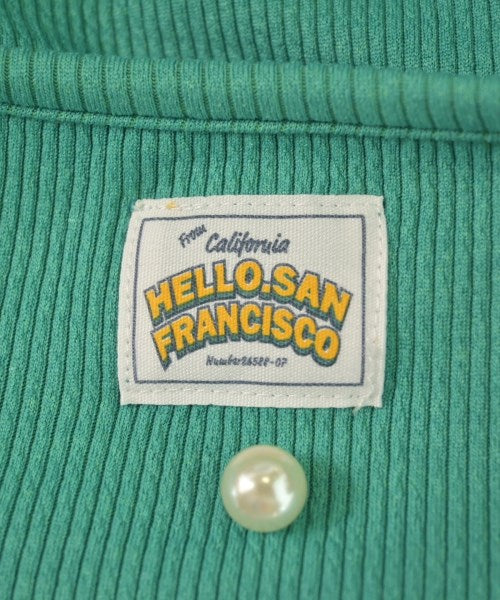 From California
HELLO.SAN
FRANCISCO
Number26588-07